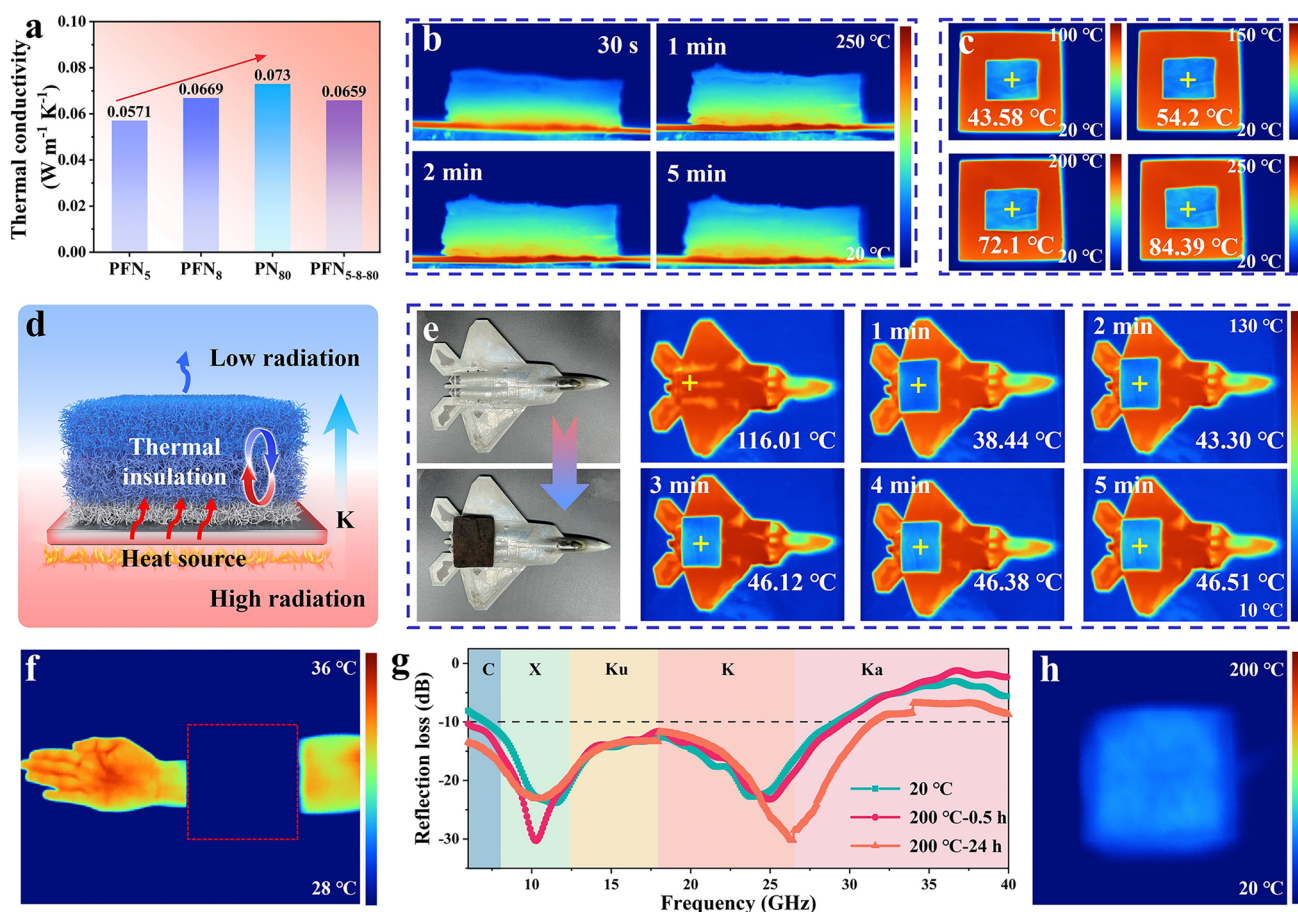 a
Thermal conductivity
(W m⁻¹ K⁻¹)
0.10
0.08
0.06
0.04
0.02
0.00
0.0571
0.0669
0.073
0.0659
PFN₅
PFN₈
PN₈₀
PFN₅₋₈₋₈₀
b
30 s
1 min
250 ℃
2 min
5 min
20 ℃
c
100 ℃
43.58 ℃
20 ℃
150 ℃
54.2 ℃
20 ℃
200 ℃
72.1 ℃
20 ℃
250 ℃
84.39 ℃
20 ℃
d
Low radiation
Thermal
insulation
K
Heat source
High radiation
e
116.01 ℃
1 min
38.44 ℃
2 min
130 ℃
43.30 ℃
3 min
46.12 ℃
4 min
46.38 ℃
5 min
46.51 ℃
10 ℃
f
36 ℃
28 ℃
g
Reflection loss (dB)
0
-10
-20
-30
C
X
Ku
K
Ka
20 ℃
200 ℃-0.5 h
200 ℃-24 h
10
15
20
25
30
35
40
Frequency (GHz)
h
200 ℃
20 ℃